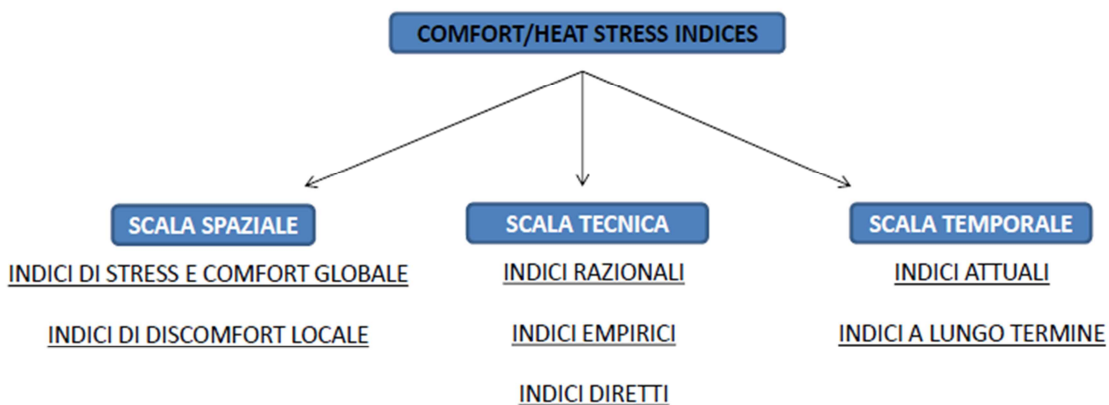 COMFORT/HEAT STRESS INDICES
SCALA SPAZIALE
INDICI DI STRESS E COMFORT GLOBALE
INDICI DI DISCOMFORT LOCALE
SCALA TECNICA
INDICI RAZIONALI
INDICI EMPIRICI
INDICI DIRETTI
SCALA TEMPORALE
INDICI ATTUALI
INDICI A LUNGO TERMINE